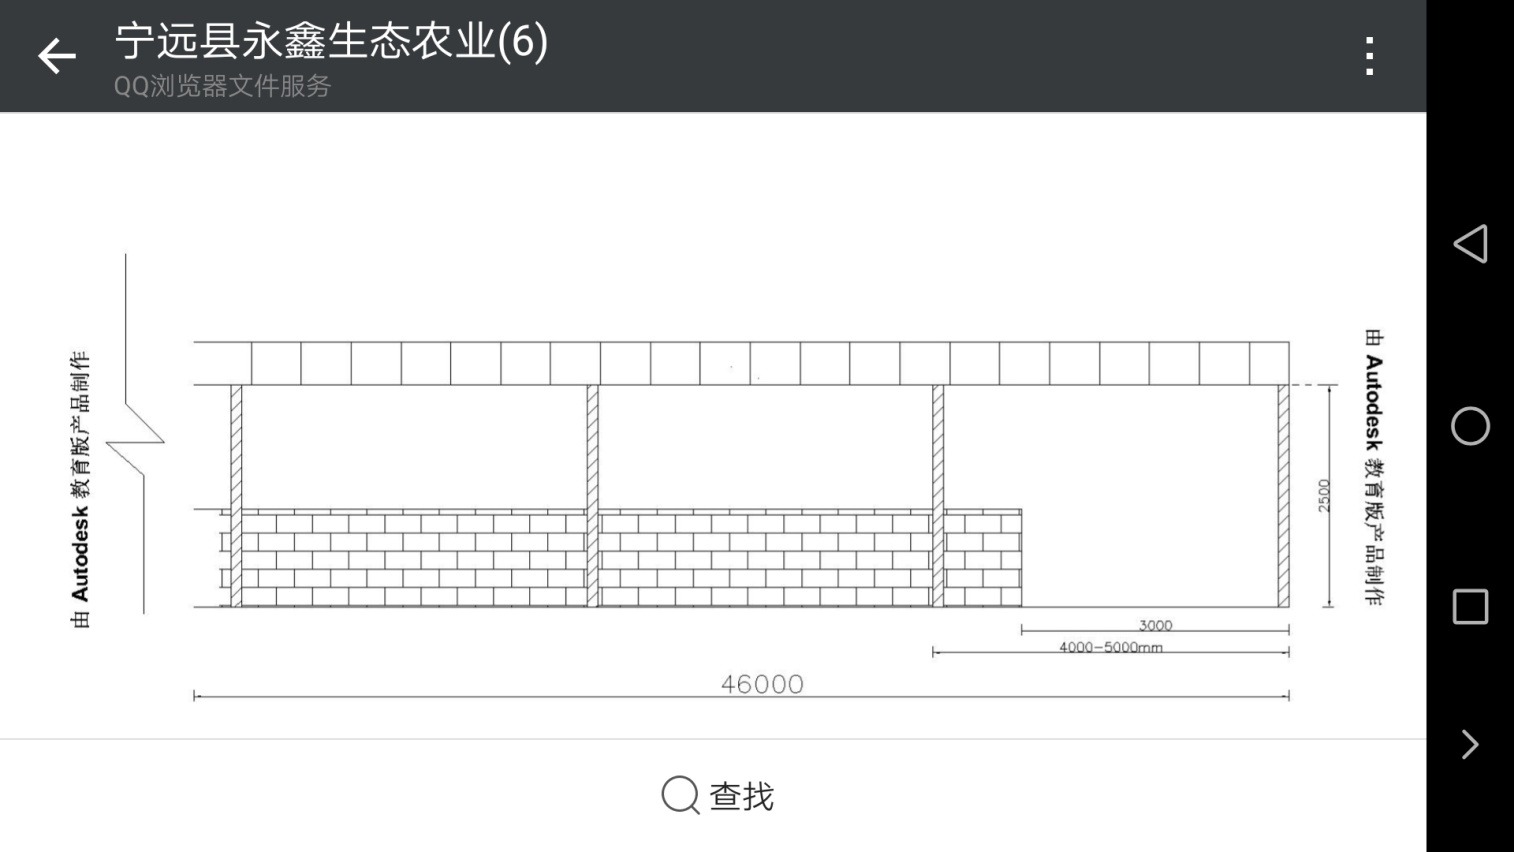 宁远县永鑫生态农业(6)
QQ浏览器文件服务
由 Autodesk 教育版产品制作
由 Autodesk 教育版产品制作
2500
3000
4000-5000mm
46000
查找